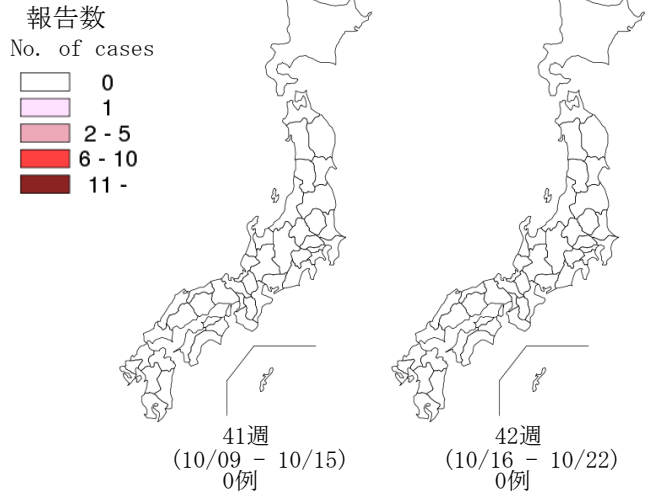 報告数
No. of cases
0
1
2 - 5
6 - 10
11 -
41週
(10/09 - 10/15)
0例
42週
(10/16 - 10/22)
0例